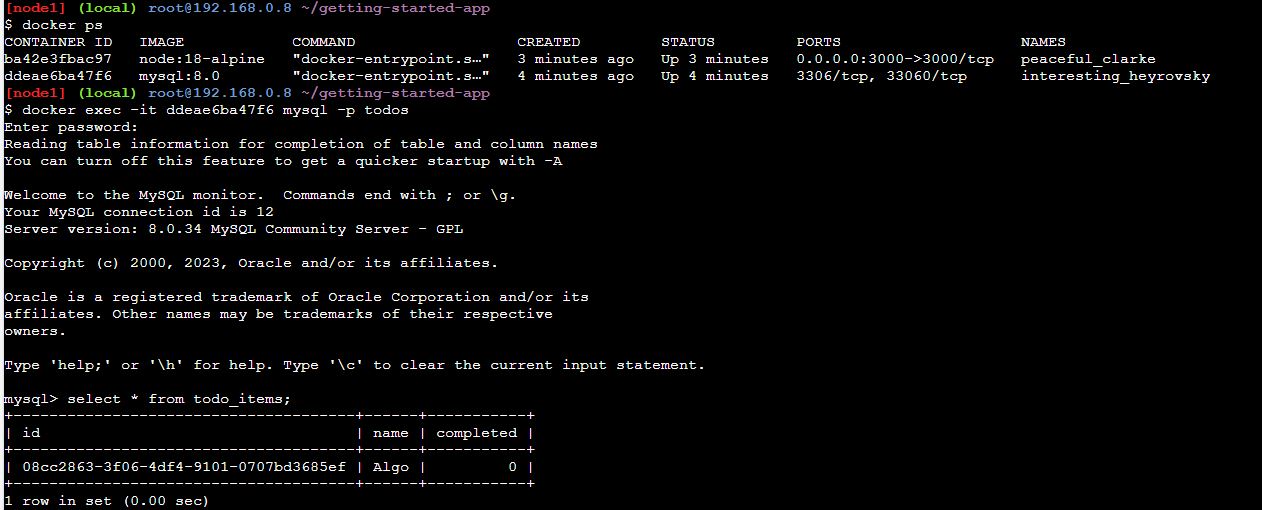 [node1] (local) root@192.168.0.8 ~/getting-started-app
$ docker ps
CONTAINER ID   IMAGE            COMMAND                  CREATED         STATUS         PORTS                    NAMES
ba42e3fbac97   node:18-alpine   "docker-entrypoint.s…"   3 minutes ago   Up 3 minutes   0.0.0.0:3000->3000/tcp   peaceful_clarke
ddeae6ba47f6   mysql:8.0        "docker-entrypoint.s…"   4 minutes ago   Up 4 minutes   3306/tcp, 33060/tcp      interesting_heyrovsky
[node1] (local) root@192.168.0.8 ~/getting-started-app
$ docker exec -it ddeae6ba47f6 mysql -p todos
Enter password:
Reading table information for completion of table and column names
You can turn off this feature to get a quicker startup with -A

Welcome to the MySQL monitor.  Commands end with ; or \g.
Your MySQL connection id is 12
Server version: 8.0.34 MySQL Community Server - GPL

Copyright (c) 2000, 2023, Oracle and/or its affiliates.

Oracle is a registered trademark of Oracle Corporation and/or its
affiliates. Other names may be trademarks of their respective
owners.

Type 'help;' or '\h' for help. Type '\c' to clear the current input statement.

mysql> select * from todo_items;
+--------------------------------------+------+-----------+
| id                                   | name | completed |
+--------------------------------------+------+-----------+
| 08cc2863-3f06-4df4-9101-0707bd3685ef | Algo |         0 |
+--------------------------------------+------+-----------+
1 row in set (0.00 sec)